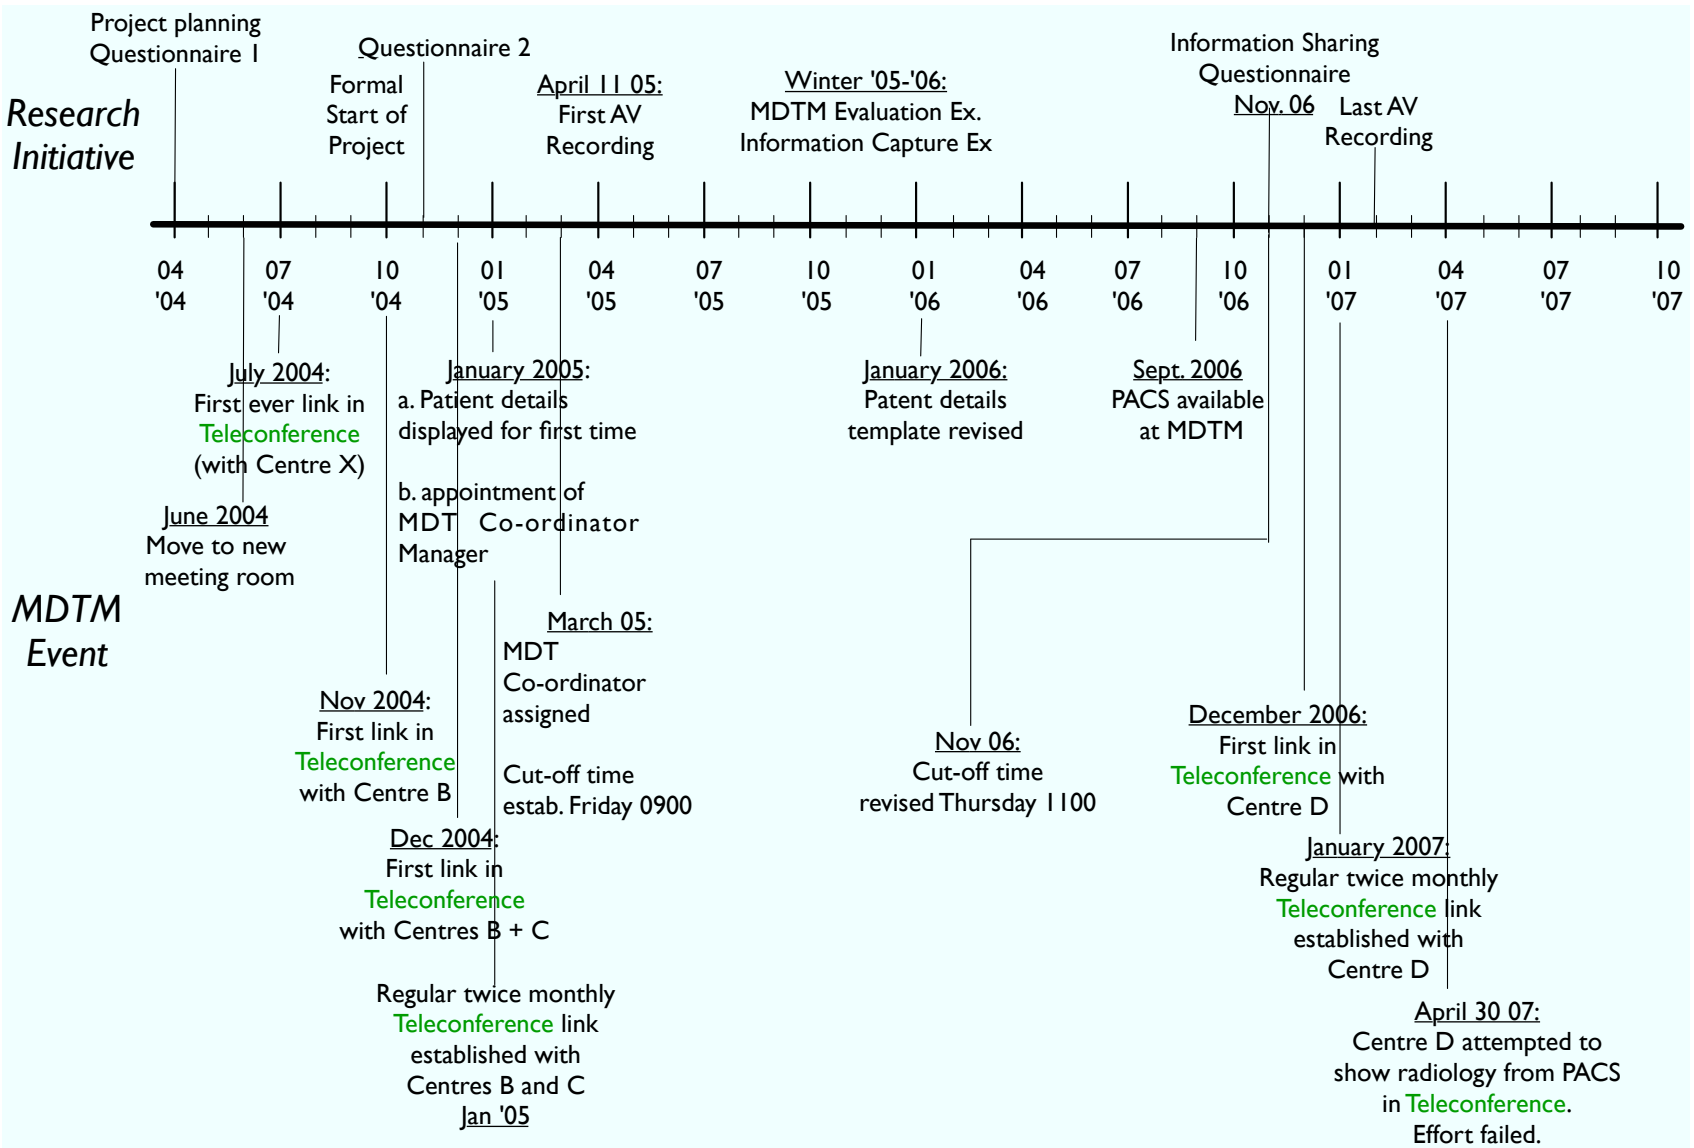 Project planning
Questionnaire 1
Questionnaire 2
Formal
Start of
Project
April 11 05:
First AV
Recording
Winter '05-'06:
MDTM Evaluation Ex.
Information Capture Ex
Information Sharing
Questionnaire
Nov. 06
Last AV
Recording
Research
Initiative
04 07 10 01 04 07 10 01 04 07 10 01 04 07 10
'04 '04 '04 '05 '05 '05 '05 '06 '06 '06 '06 '07 '07 '07 '07
July 2004:
First ever link in
Teleconference
(with Centre X)
June 2004
Move to new
meeting room
January 2005:
a. Patient details
displayed for first time
b. appointment of
MDT Co-ordinator
Manager
January 2006:
Patent details
template revised
Sept. 2006
PACS available
at MDTM
MDTM
Event
March 05:
MDT
Co-ordinator
assigned
Cut-off time
estab. Friday 0900
Nov 2004:
First link in
Teleconference
with Centre B
Dec 2004:
First link in
Teleconference
with Centres B + C
Regular twice monthly
Teleconference link
established with
Centres B and C
Jan '05
Nov 06:
Cut-off time
revised Thursday 1100
December 2006:
First link in
Teleconference with
Centre D
January 2007:
Regular twice monthly
Teleconference link
established with
Centre D
April 30 07:
Centre D attempted to
show radiology from PACS
in Teleconference.
Effort failed.